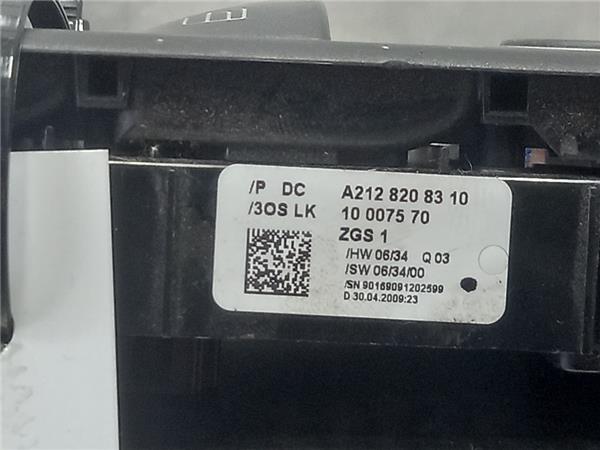 /P DC A212 820 83 10
/3OS LK 10 0075 70
ZGS 1
/HW 06/34 Q 03
/SW 06/34/00
/SN 90169091202599
D 30.04.2009:23